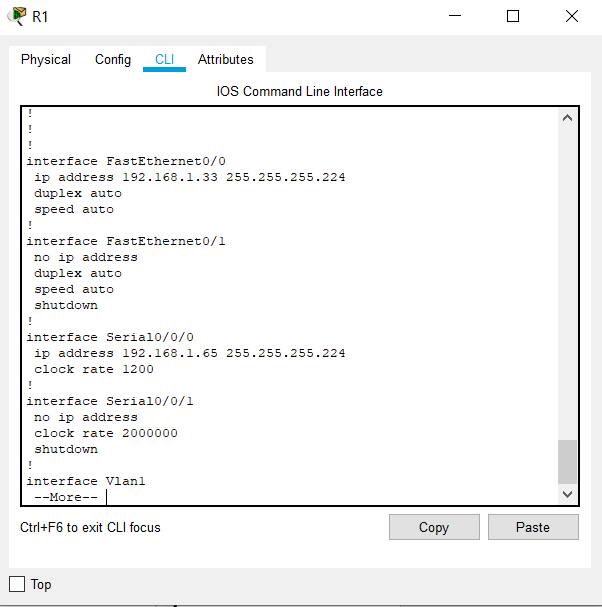 R1
Physical Config CLI Attributes
IOS Command Line Interface
!
!
!
interface FastEthernet0/0
ip address 192.168.1.33 255.255.255.224
duplex auto
speed auto
!
interface FastEthernet0/1
no ip address
duplex auto
speed auto
shutdown
!
interface Serial0/0/0
ip address 192.168.1.65 255.255.255.224
clock rate 1200
!
interface Serial0/0/1
no ip address
clock rate 2000000
shutdown
!
interface Vlan1
--More--
Ctrl+F6 to exit CLI focus
Copy Paste
Top